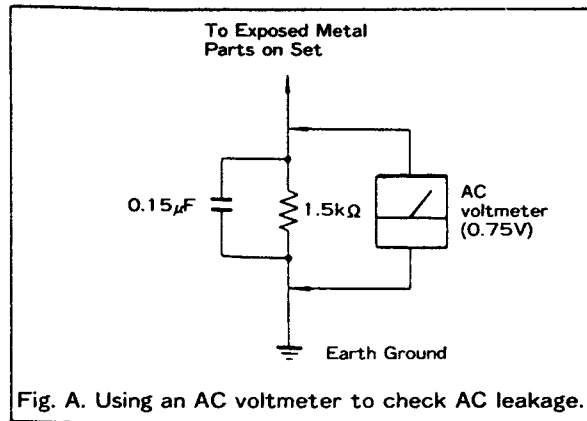 To Exposed Metal
Parts on Set
0.15µF
1.5kΩ
AC
voltmeter
(0.75V)
Earth Ground
Fig. A. Using an AC voltmeter to check AC leakage.